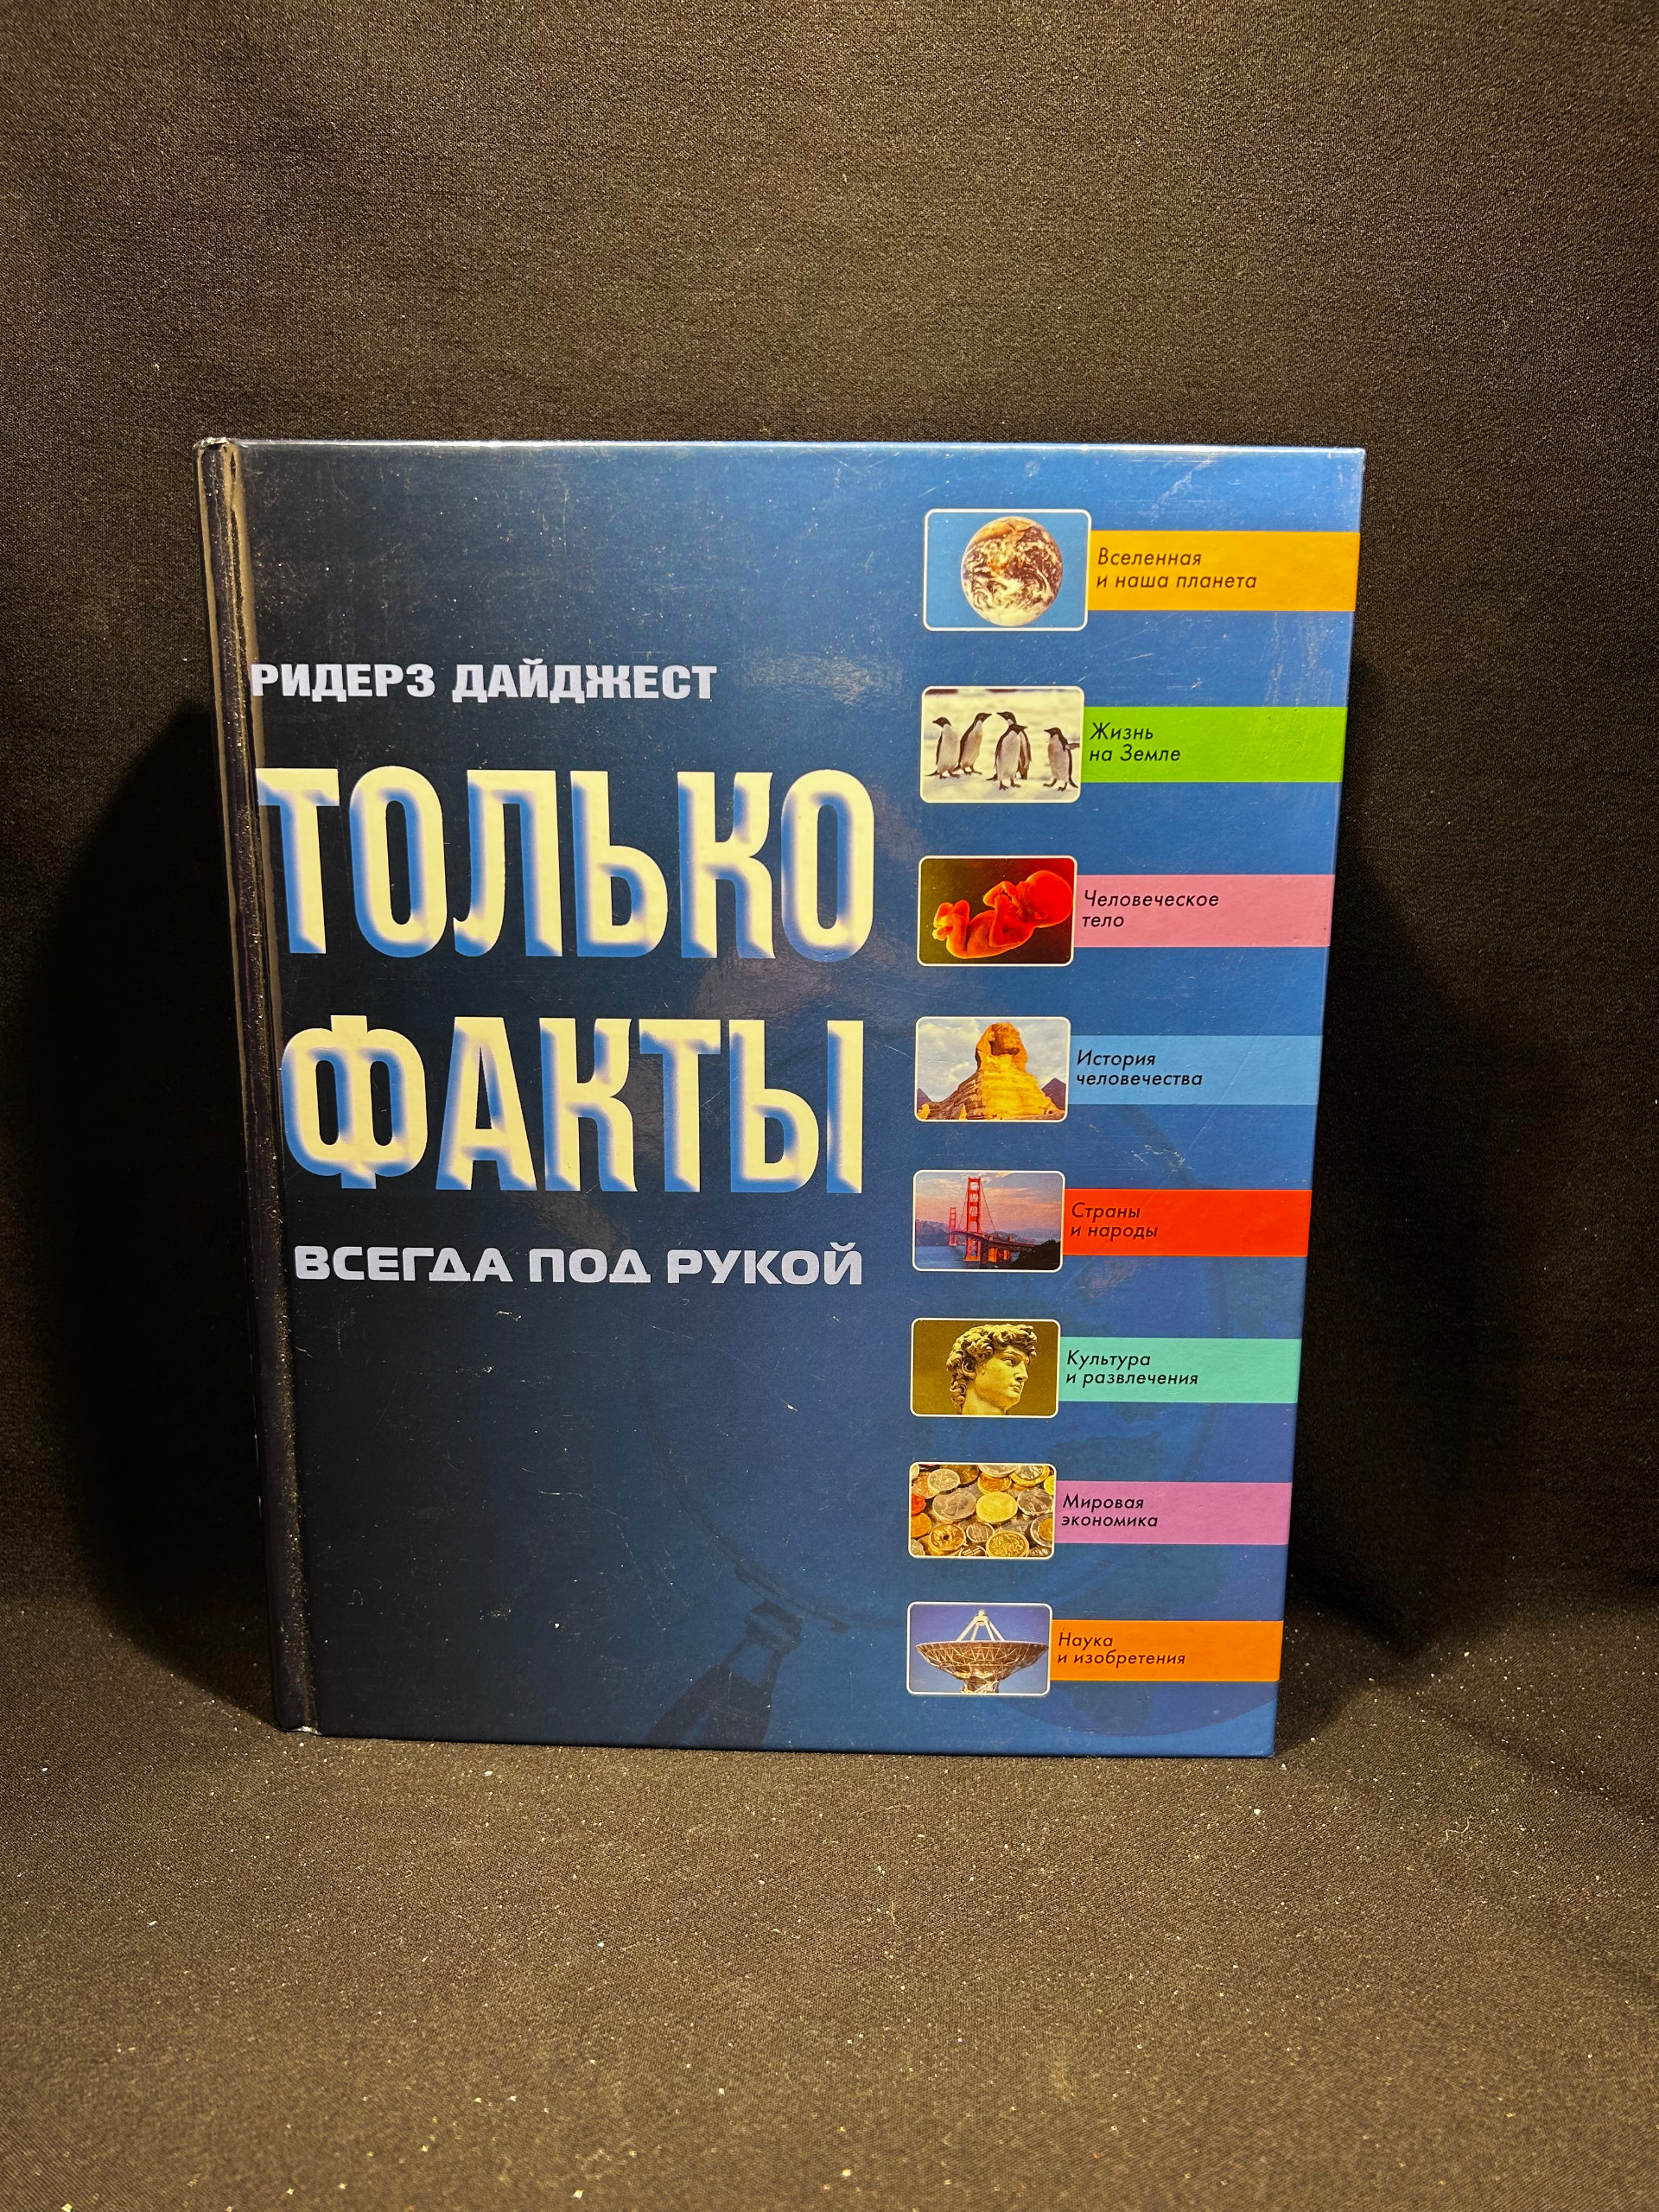 РИДЕРЗ ДАЙДЖЕСТ
ТОЛЬКО
ФАКТЫ
ВСЕГДА ПОД РУКОЙ
Вселенная
и наша планета
Жизнь
на Земле
Человеческое
тело
История
человечества
Страны
и народы
Культура
и развлечения
Мировая
экономика
Наука
и изобретения